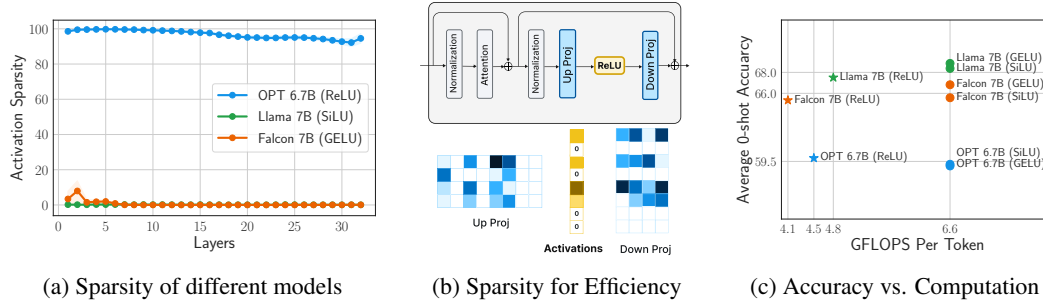 Activation Sparsity
100
80
60
40
20
0
0
5
10
15
20
25
30
Layers
OPT 6.7B (ReLU)
Llama 7B (SiLU)
Falcon 7B (GELU)
(a) Sparsity of different models
Normalization
Attention
Normalization
Up Proj
ReLU
Down Proj
0
0
0
0
Up Proj
Activations
Down Proj
(b) Sparsity for Efficiency
Average 0-shot Accuarcy
68.0
66.0
59.5
Llama 7B (GELU)
Llama 7B (SiLU)
Llama 7B (ReLU)
Falcon 7B (GELU)
Falcon 7B (SiLU)
Falcon 7B (ReLU)
OPT 6.7B (SiLU)
OPT 6.7B (ReLU)
OPT 6.7B (GELU)
4.1
4.5
4.8
6.6
GFLOPS Per Token
(c) Accuracy vs. Computation